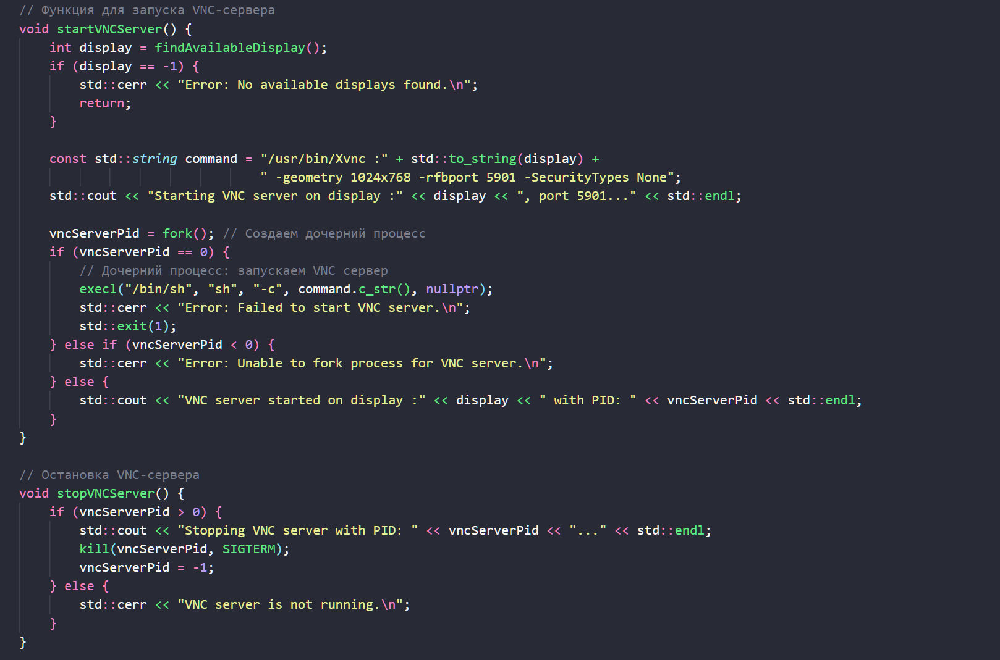 // Функция для запуска VNC-сервера
void startVNCServer() {
    int display = findAvailableDisplay();
    if (display == -1) {
        std::cerr << "Error: No available displays found.\n";
        return;
    }

    const std::string command = "/usr/bin/Xvnc :" + std::to_string(display) +
                                " -geometry 1024x768 -rfbport 5901 -SecurityTypes None";
    std::cout << "Starting VNC server on display :" << display << ", port 5901..." << std::endl;

    vncServerPid = fork(); // Создаем дочерний процесс
    if (vncServerPid == 0) {
        // Дочерний процесс: запускаем VNC сервер
        execl("/bin/sh", "sh", "-c", command.c_str(), nullptr);
        std::cerr << "Error: Failed to start VNC server.\n";
        std::exit(1);
    } else if (vncServerPid < 0) {
        std::cerr << "Error: Unable to fork process for VNC server.\n";
    } else {
        std::cout << "VNC server started on display :" << display << " with PID: " << vncServerPid << std::endl;
    }
}

// Остановка VNC-сервера
void stopVNCServer() {
    if (vncServerPid > 0) {
        std::cout << "Stopping VNC server with PID: " << vncServerPid << "..." << std::endl;
        kill(vncServerPid, SIGTERM);
        vncServerPid = -1;
    } else {
        std::cerr << "VNC server is not running.\n";
    }
}